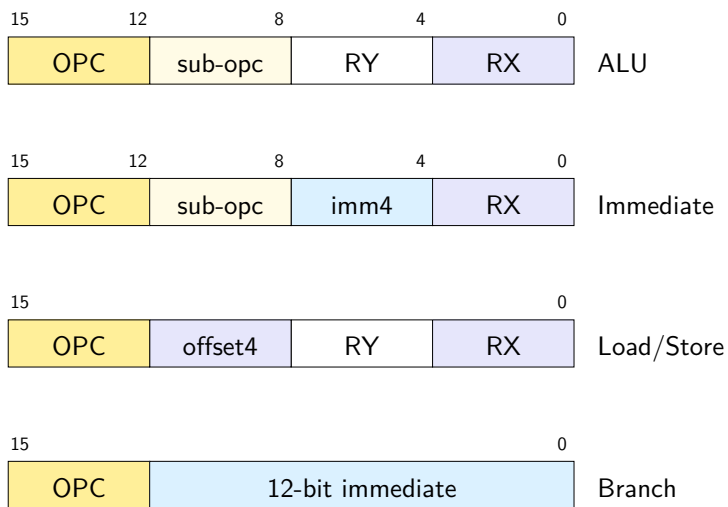 15 12 8 4 0
OPC sub-opc RY RX ALU
15 12 8 4 0
OPC sub-opc imm4 RX Immediate
15 0
OPC offset4 RY RX Load/Store
15 0
OPC 12-bit immediate Branch